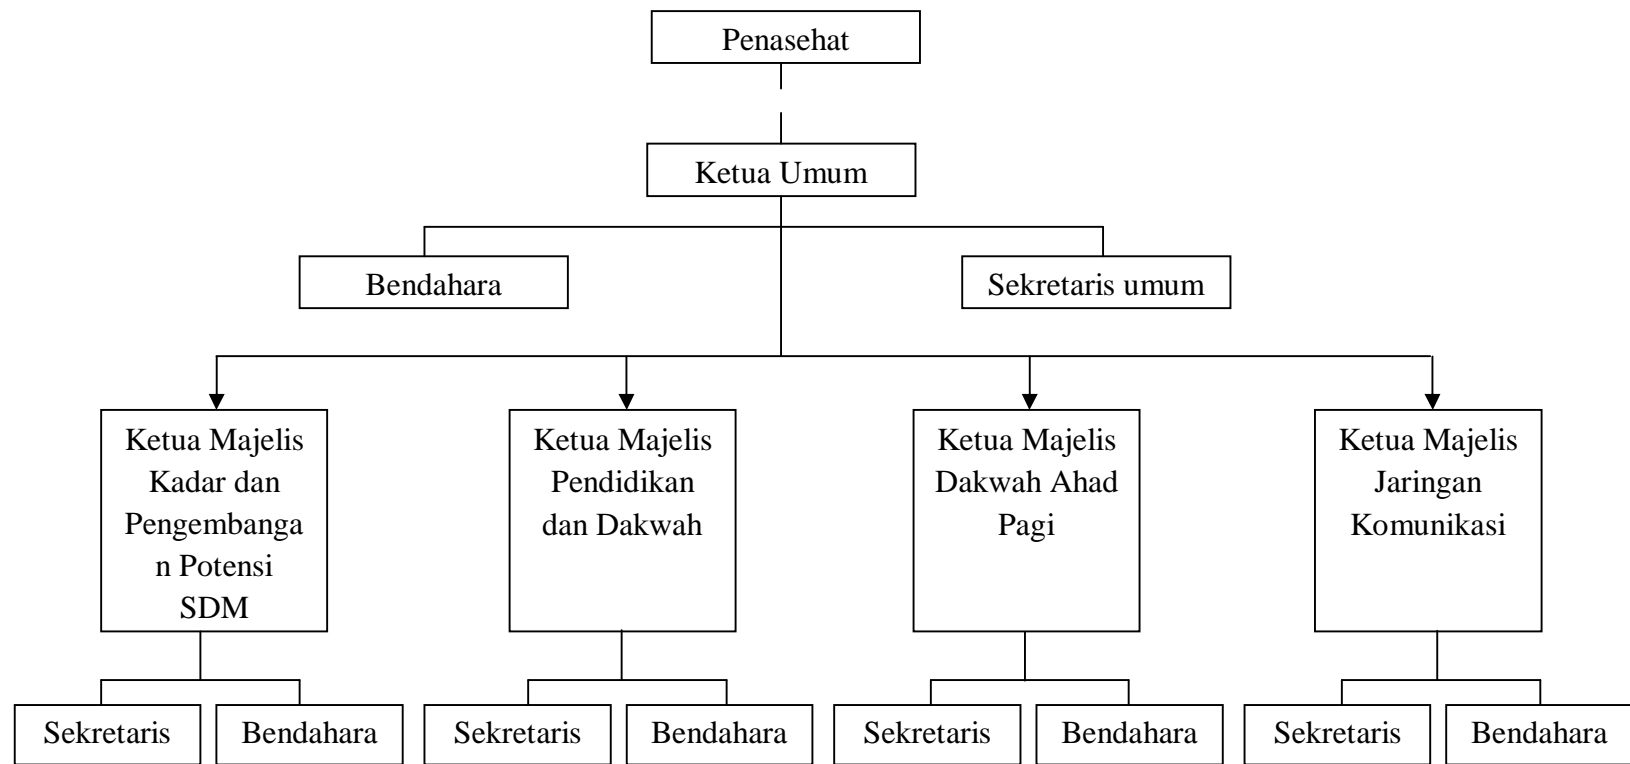 Penasehat
Ketua Umum
Bendahara
Sekretaris umum
Ketua Majelis
Kadar dan
Pengembanga
n Potensi
SDM
Ketua Majelis
Pendidikan
dan Dakwah
Ketua Majelis
Dakwah Ahad
Pagi
Ketua Majelis
Jaringan
Komunikasi
Sekretaris
Bendahara
Sekretaris
Bendahara
Sekretaris
Bendahara
Sekretaris
Bendahara